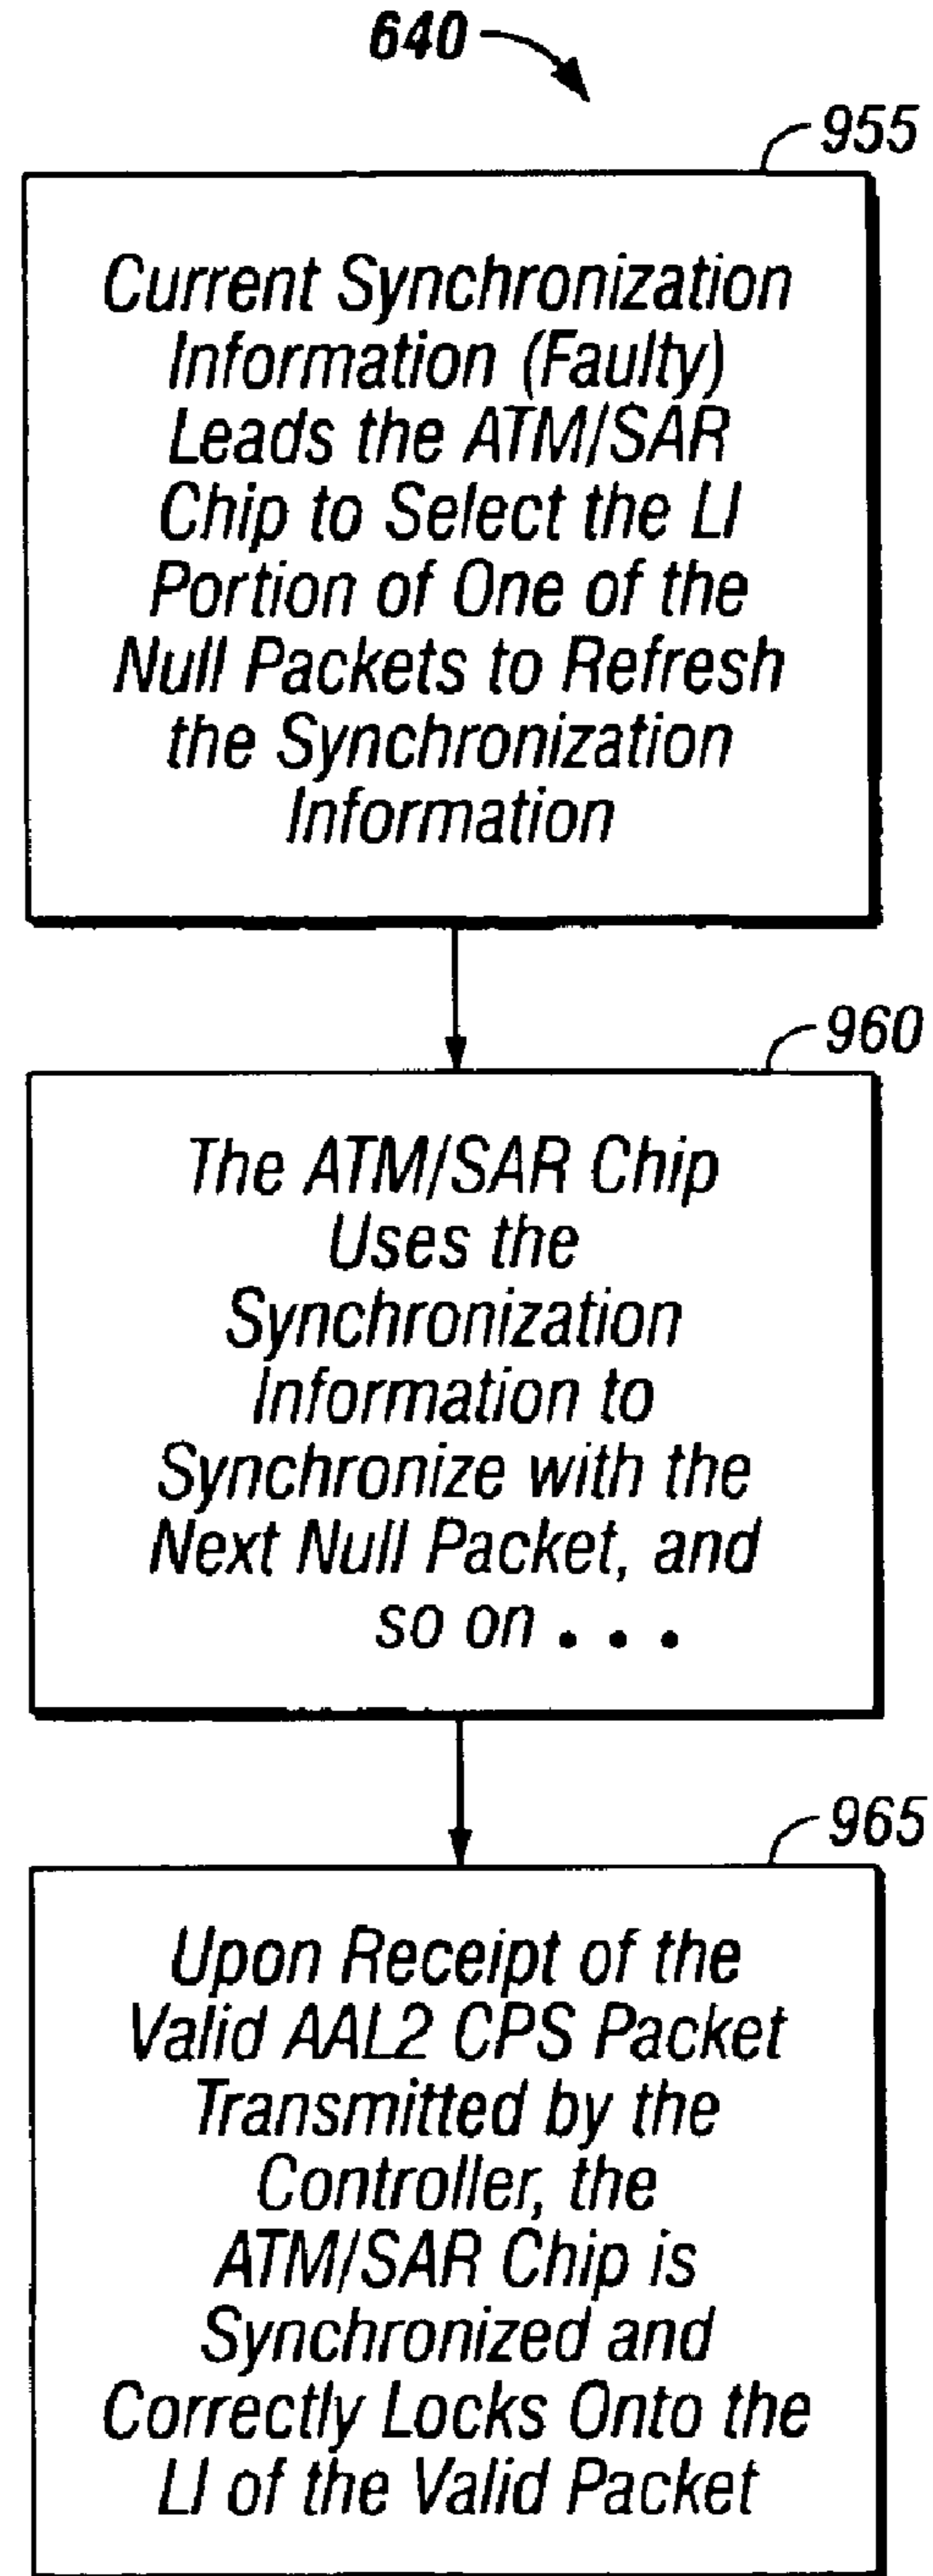 640
955
Current Synchronization
Information (Faulty)
Leads the ATM/SAR
Chip to Select the LI
Portion of One of the
Null Packets to Refresh
the Synchronization
Information
960
The ATM/SAR Chip
Uses the
Synchronization
Information to
Synchronize with the
Next Null Packet, and
so on . . .
965
Upon Receipt of the
Valid AAL2 CPS Packet
Transmitted by the
Controller, the
ATM/SAR Chip is
Synchronized and
Correctly Locks Onto the
LI of the Valid Packet